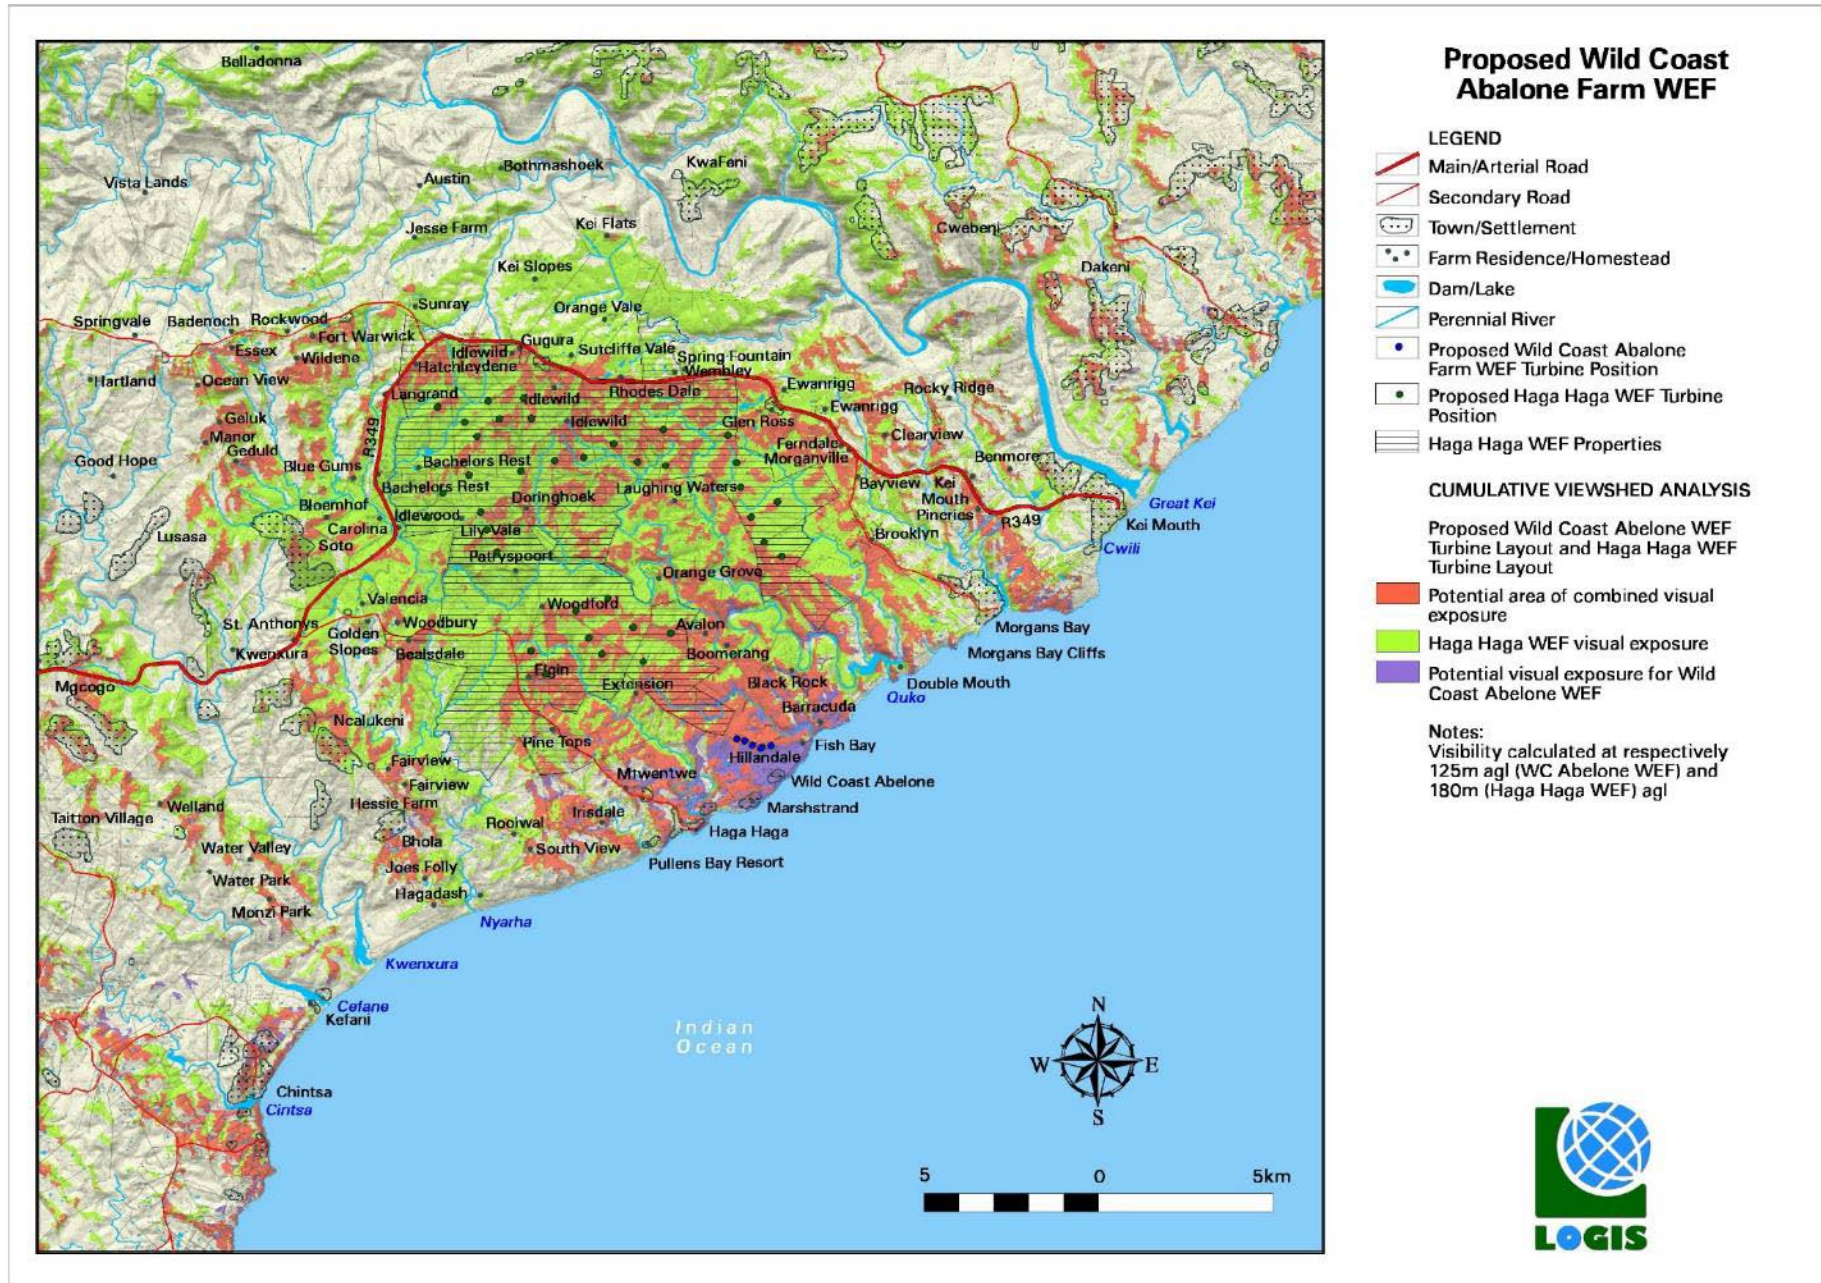 Proposed Wild Coast
Abalone Farm WEF
LEGEND
Main/Arterial Road
Secondary Road
Town/Settlement
Farm Residence/Homestead
Dam/Lake
Perennial River
Proposed Wild Coast Abalone
Farm WEF Turbine Position
Proposed Haga Haga WEF Turbine
Position
Haga Haga WEF Properties
CUMULATIVE VIEWSHED ANALYSIS
Proposed Wild Coast Abelone WEF
Turbine Layout and Haga Haga WEF
Turbine Layout
Potential area of combined visual
exposure
Haga Haga WEF visual exposure
Potential visual exposure for Wild
Coast Abelone WEF
Notes:
Visibility calculated at respectively
125m agl (WC Abelone WEF) and
180m (Haga Haga WEF) agl
LOGIS
Belladonna
Bothmashoek
KwaFeni
Vista Lands
Austin
Jesse Farm
Kei Flats
Cwebeni
Kei Slopes
Dakeni
Sunray
Orange Vale
Springvale
Badenoch
Rockwood
Fort Warwick
Gugura
Essex
Wildene
Idlewild
Sutcliffe Vale
Spring Fountain
Hatchleydene
Wembley
Hartland
Ocean View
Langrand
Idlewild
Rhodes Dale
Ewanrigg
Rocky Ridge
Ewanrigg
Geluk
Idlewild
Glen Ross
Manor
Geduld
R349
Ferndale
Clearview
Good Hope
Blue Gums
Bachelors Rest
Morganville
Benmore
Bachelors Rest
Doringhoek
Laughing Waters
Bayview
Kei
Mouth
Pineries
Great Kei
Bloemhof
Idlewood
R349
Kei Mouth
Carolina
Lily Vale
Brooklyn
Lusasa
Soto
Patryspoort
Cwili
Orange Grove
Valencia
Woodford
St. Anthonys
Woodbury
Avalon
Morgans Bay
Golden
Slopes
Kwenxura
Bealsdale
Boomerang
Morgans Bay Cliffs
Elgin
Mgcogo
Extension
Black Rock
Double Mouth
Quko
Barracuda
Ncalukeni
Pine Tops
Fish Bay
Hillandale
Fairview
Mtwentwe
Wild Coast Abelone
Fairview
Welland
Hessie Farm
Marshstrand
Taitton Village
Irisdale
Rooiwal
Haga Haga
Water Valley
Bhola
South View
Joes Folly
Pullens Bay Resort
Water Park
Hagadash
Monzi Park
Nyarha
Kwenxura
Cefane
Kefani
Indian
Ocean
Chintsa
Cintsa
N
W
E
S
5
0
5km